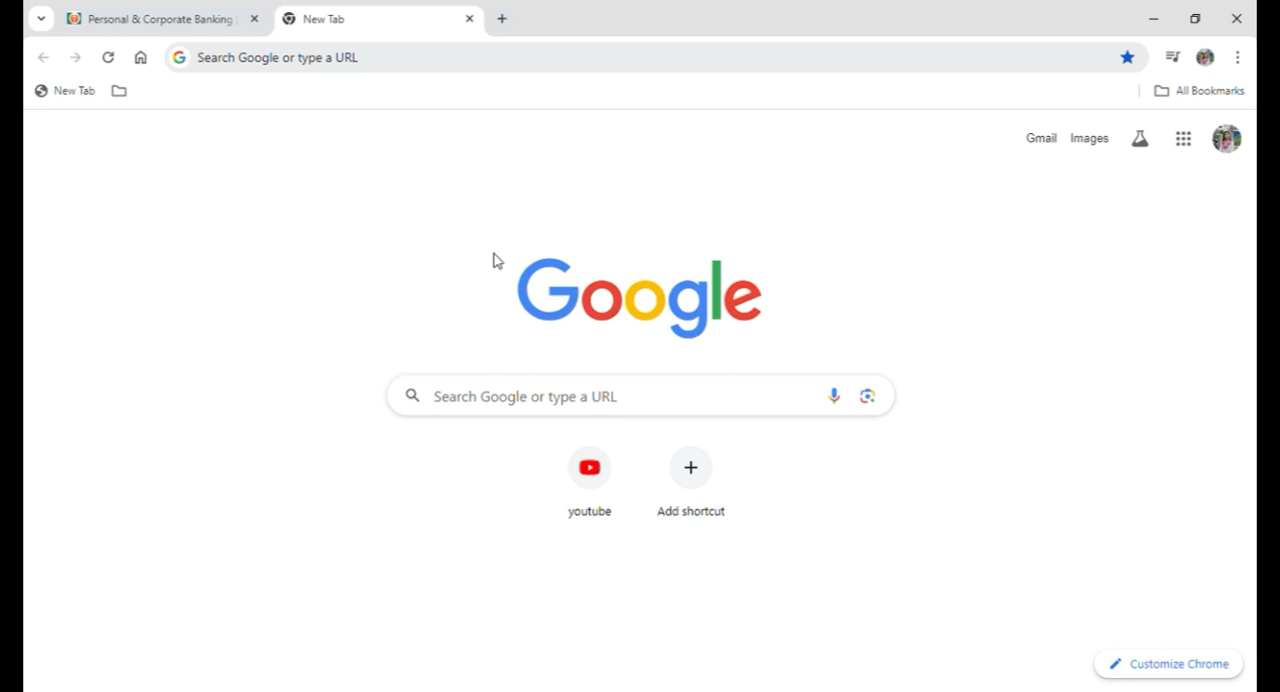 Personal & Corporate Banking
New Tab
Search Google or type a URL
New Tab
All Bookmarks
Gmail
Images
Google
Search Google or type a URL
youtube
Add shortcut
Customize Chrome